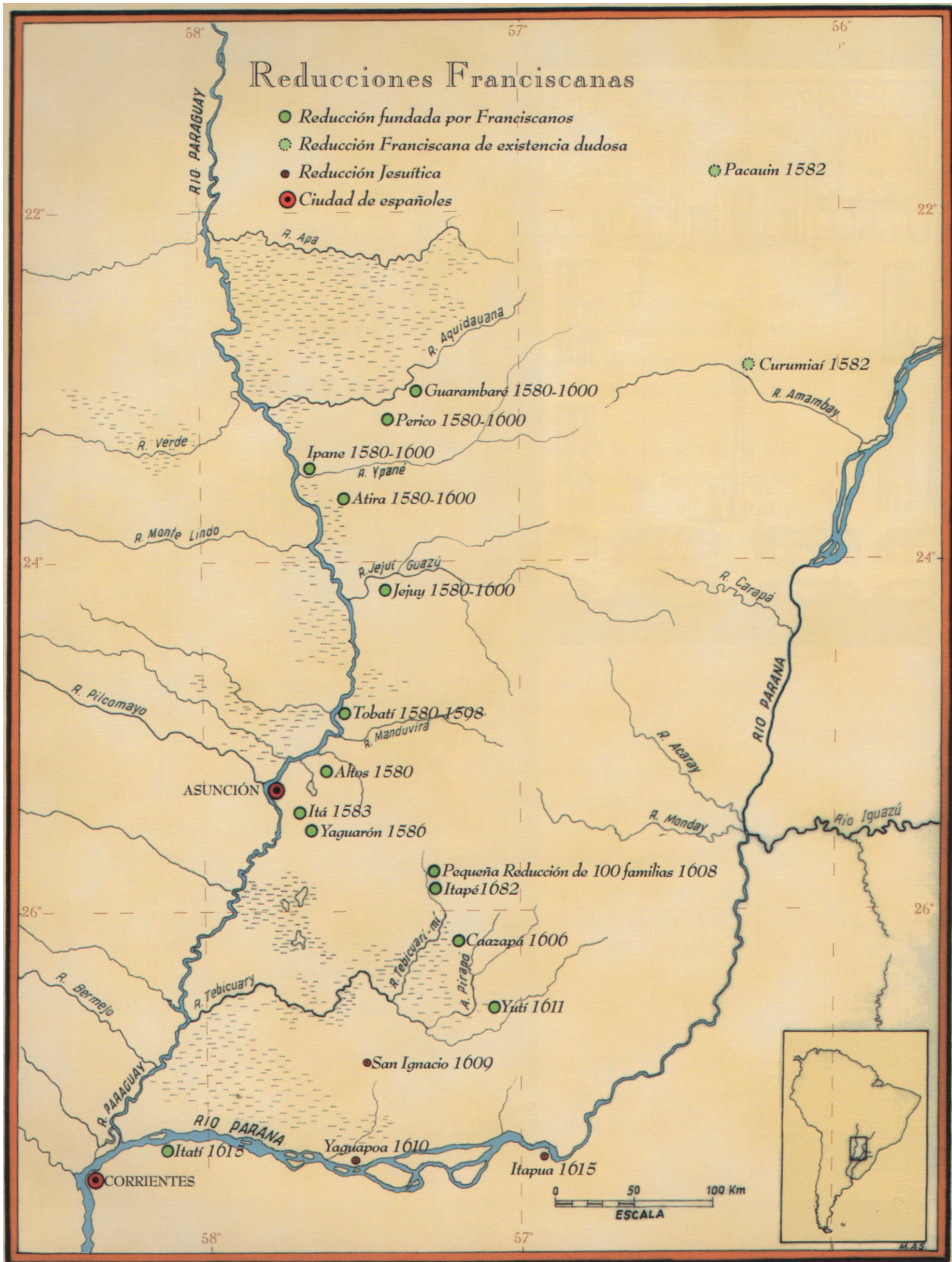 58°
57°
56°
Reducciones Franciscanas
Reducción fundada por Franciscanos
Reducción Franciscana de existencia dudosa
Reducción Jesuítica
Ciudad de españoles
RIO PARAGUAY
Pacauin 1582
22°
22°
R. Apa
R. Aquidauana
Curumiaí 1582
R. Amambay
Guarambaré 1580-1600
Perico 1580-1600
R. Verde
Ipane 1580-1600
R. Ypané
Atira 1580-1600
R. Monte Lindo
24°
24°
R. Jejuí Guazú
Jejuy 1580-1600
R. Carapá
RIO PARANA
R. Pilcomayo
Tobatí 1580-1598
R. Manduvirá
R. Acaray
Altos 1580
ASUNCIÓN
Itá 1583
Yaguarón 1586
R. Monday
Río Iguazú
Pequeña Reducción de 100 familias 1608
Itapé 1682
26°
26°
Caazapá 1606
R. Tebicuari-mí
A. Pirapó
R. Bermejo
R. Tebicuary
Yutí 1611
San Ignacio 1609
R. PARAGUAY
RIO PARANA
Itatí 1615
Yaguapoa 1610
Itapua 1615
CORRIENTES
0 50 100 Km
ESCALA
58°
57°
M.AS.